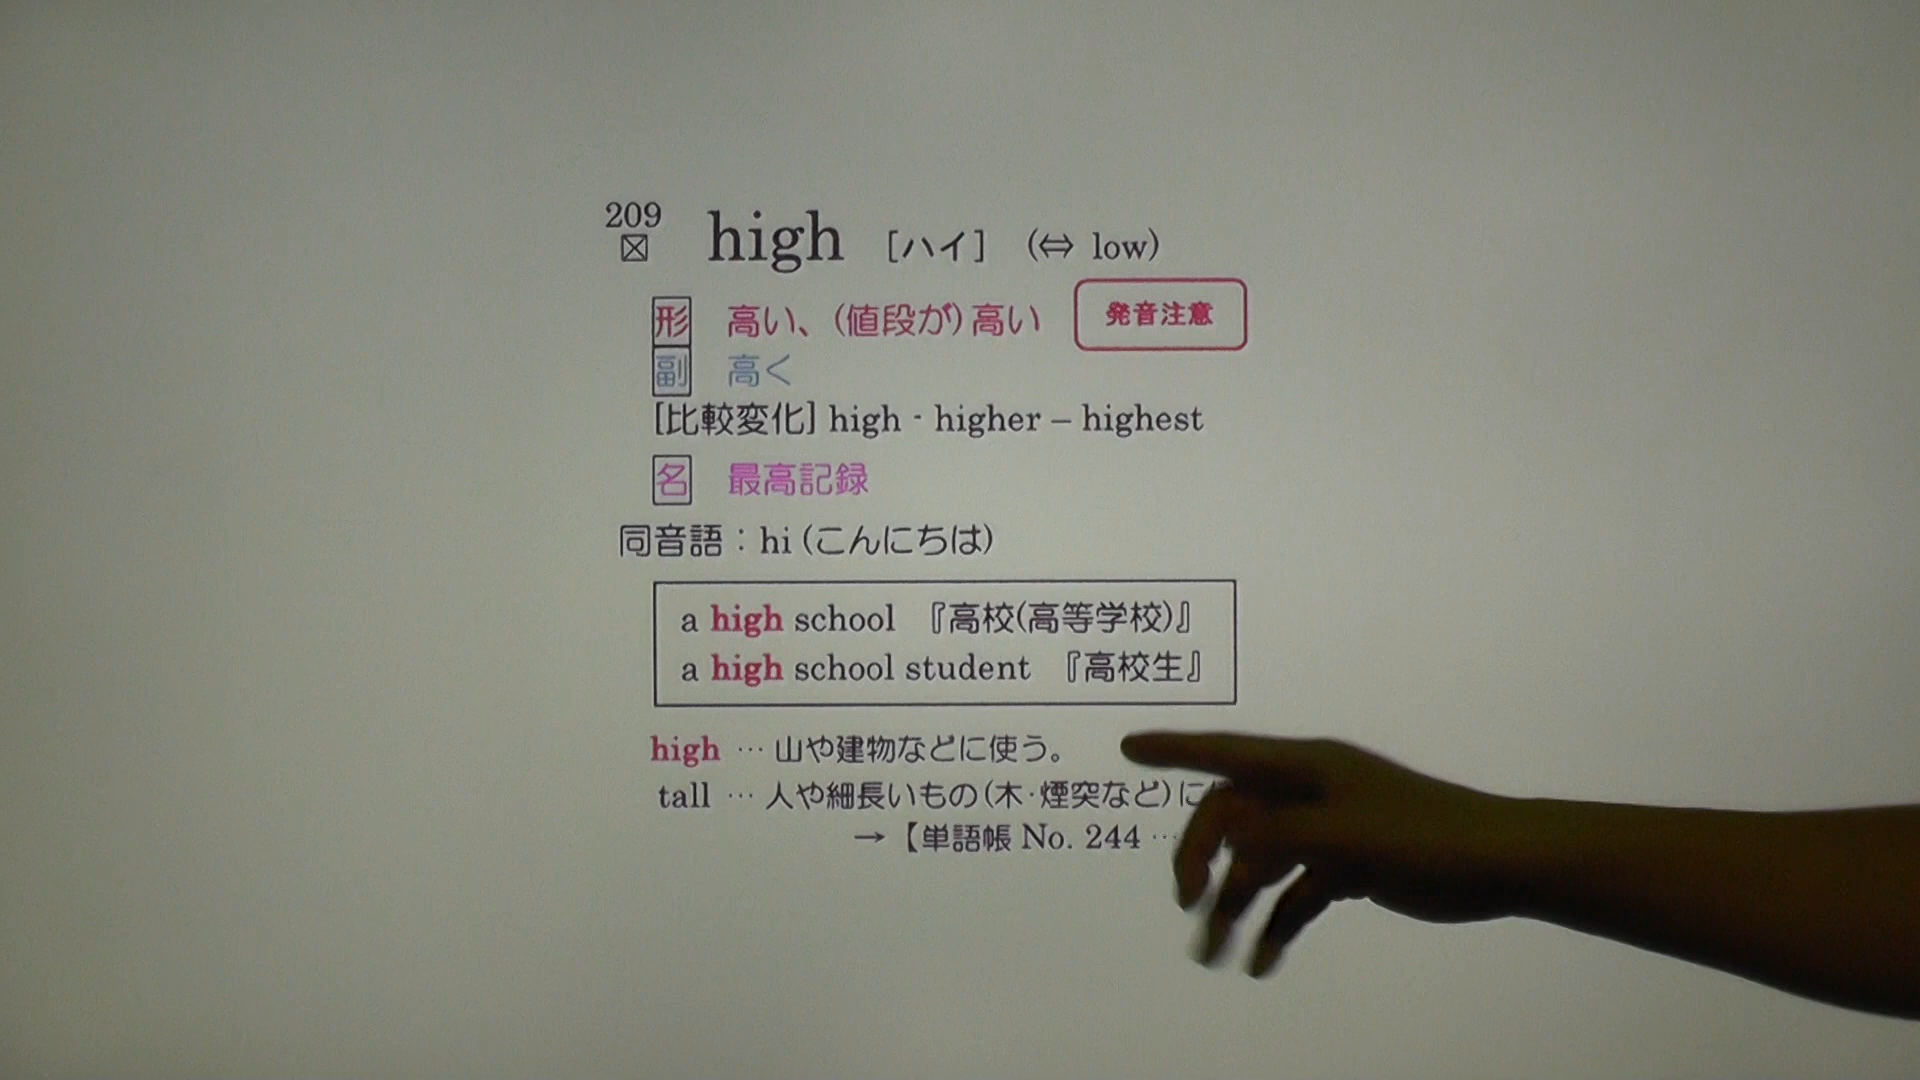 209
☒ high [ハイ] (⇔ low)
形 高い、(値段が)高い 発音注意
副 高く
[比較変化] high - higher – highest
名 最高記録
同音語：hi (こんにちは)
a high school 『高校(高等学校)』
a high school student 『高校生』
high … 山や建物などに使う。
tall … 人や細長いもの(木·煙突など)に
→【単語帳 No. 244 …